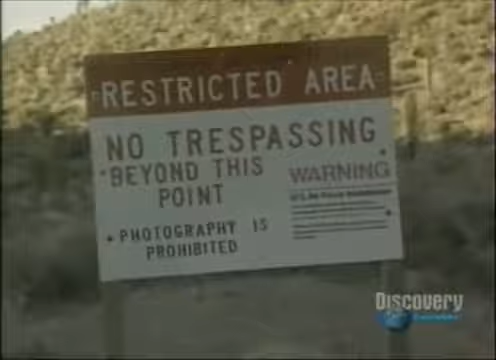 RESTRICTED AREA
NO TRESPASSING
BEYOND THIS
POINT
PHOTOGRAPHY IS
PROHIBITED
WARNING
Discovery